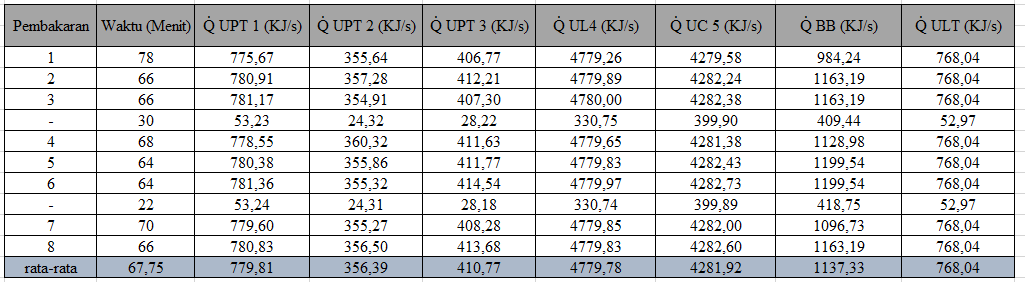 Pembakaran Waktu (Menit) Q̇ UPT 1 (KJ/s) Q̇ UPT 2 (KJ/s) Q̇ UPT 3 (KJ/s) Q̇ UL4 (KJ/s) Q̇ UC 5 (KJ/s) Q̇ BB (KJ/s) Q̇ ULT (KJ/s)
1 78 775,67 355,64 406,77 4779,26 4279,58 984,24 768,04
2 66 780,91 357,28 412,21 4779,89 4282,24 1163,19 768,04
3 66 781,17 354,91 407,30 4780,00 4282,38 1163,19 768,04
- 30 53,23 24,32 28,22 330,75 399,90 409,44 52,97
4 68 778,55 360,32 411,63 4779,65 4281,38 1128,98 768,04
5 64 780,38 355,86 411,77 4779,83 4282,43 1199,54 768,04
6 64 781,36 355,32 414,54 4779,97 4282,73 1199,54 768,04
- 22 53,24 24,31 28,18 330,74 399,89 418,75 52,97
7 70 779,60 355,27 408,28 4779,85 4282,00 1096,73 768,04
8 66 780,83 356,50 413,68 4779,83 4282,60 1163,19 768,04
rata-rata 67,75 779,81 356,39 410,77 4779,78 4281,92 1137,33 768,04